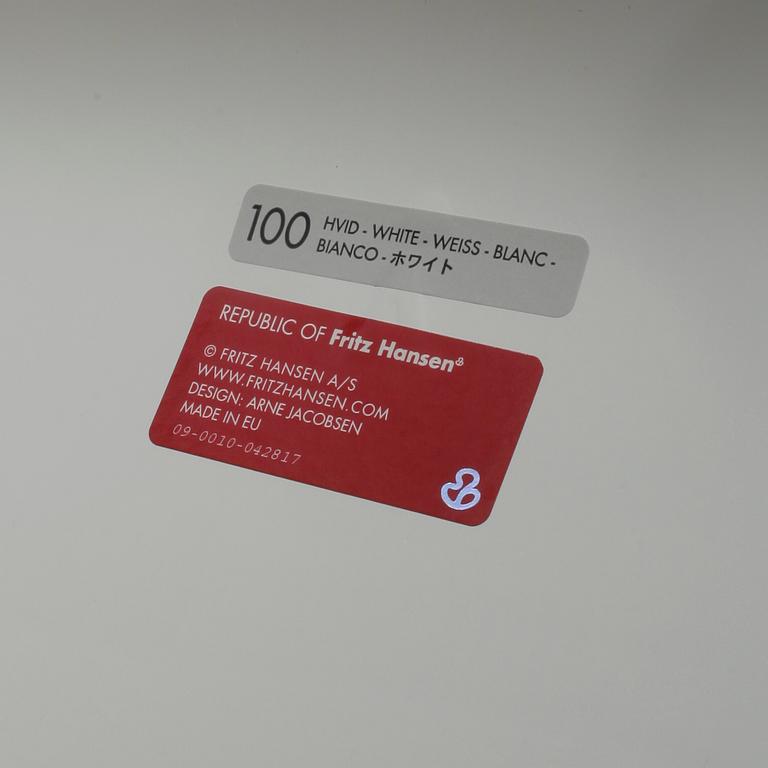 100 HVID - WHITE - WEISS - BLANC -
BIANCO - ホワイト
REPUBLIC OF Fritz Hansen
© FRITZ HANSEN A/S
WWW.FRITZHANSEN.COM
DESIGN: ARNE JACOBSEN
MADE IN EU
09-0010-042817